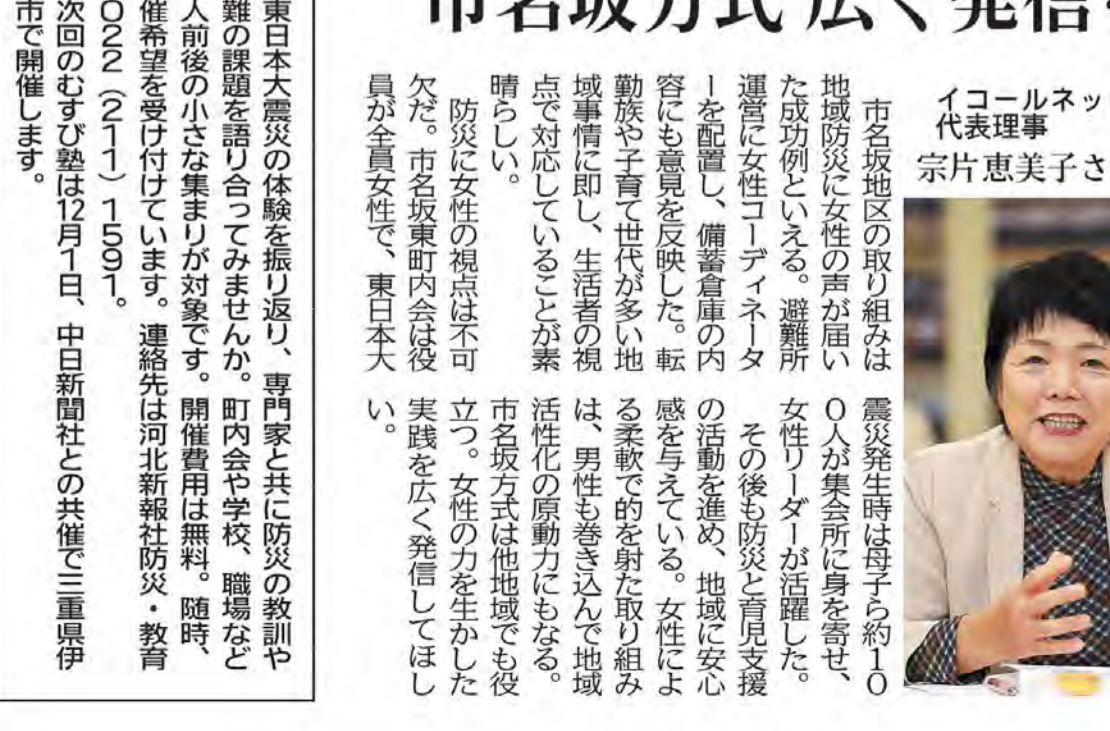 市名坂方式 広く発信
イコールネッ
代表理事
宗片恵美子さ
市名坂地区の取り組みは
地域防災に女性の声が届い
た成功例といえる。避難所
運営に女性コーディネータ
ーを配置し、備蓄倉庫の内
容にも意見を反映した。転
勤族や子育て世代が多い地
域事情に即し、生活者の視
点で対応していることが素
晴らしい。
防災に女性の視点は不可
欠だ。市名坂東町内会は役
員が全員女性で、東日本大
震災発生時は母子ら約10
0人が集会所に身を寄せ、
女性リーダーが活躍した。
その後も防災と育児支援
の活動を進め、地域に安心
感を与えている。女性によ
る柔軟で的を射た取り組み
は、男性も巻き込んで地域
活性化の原動力にもなる。
市名坂方式は他地域でも役
立つ。女性の力を生かした
実践を広く発信してほし
い。
東日本大震災の体験を振り返り、専門家と共に防災の教訓や
難の課題を語り合ってみませんか。町内会や学校、職場など
人前後の小さな集まりが対象です。開催費用は無料。随時、
催希望を受け付けています。連絡先は河北新報社防災・教育
022(211)1591。
次回のむすび塾は12月1日、中日新聞社との共催で三重県伊
市で開催します。